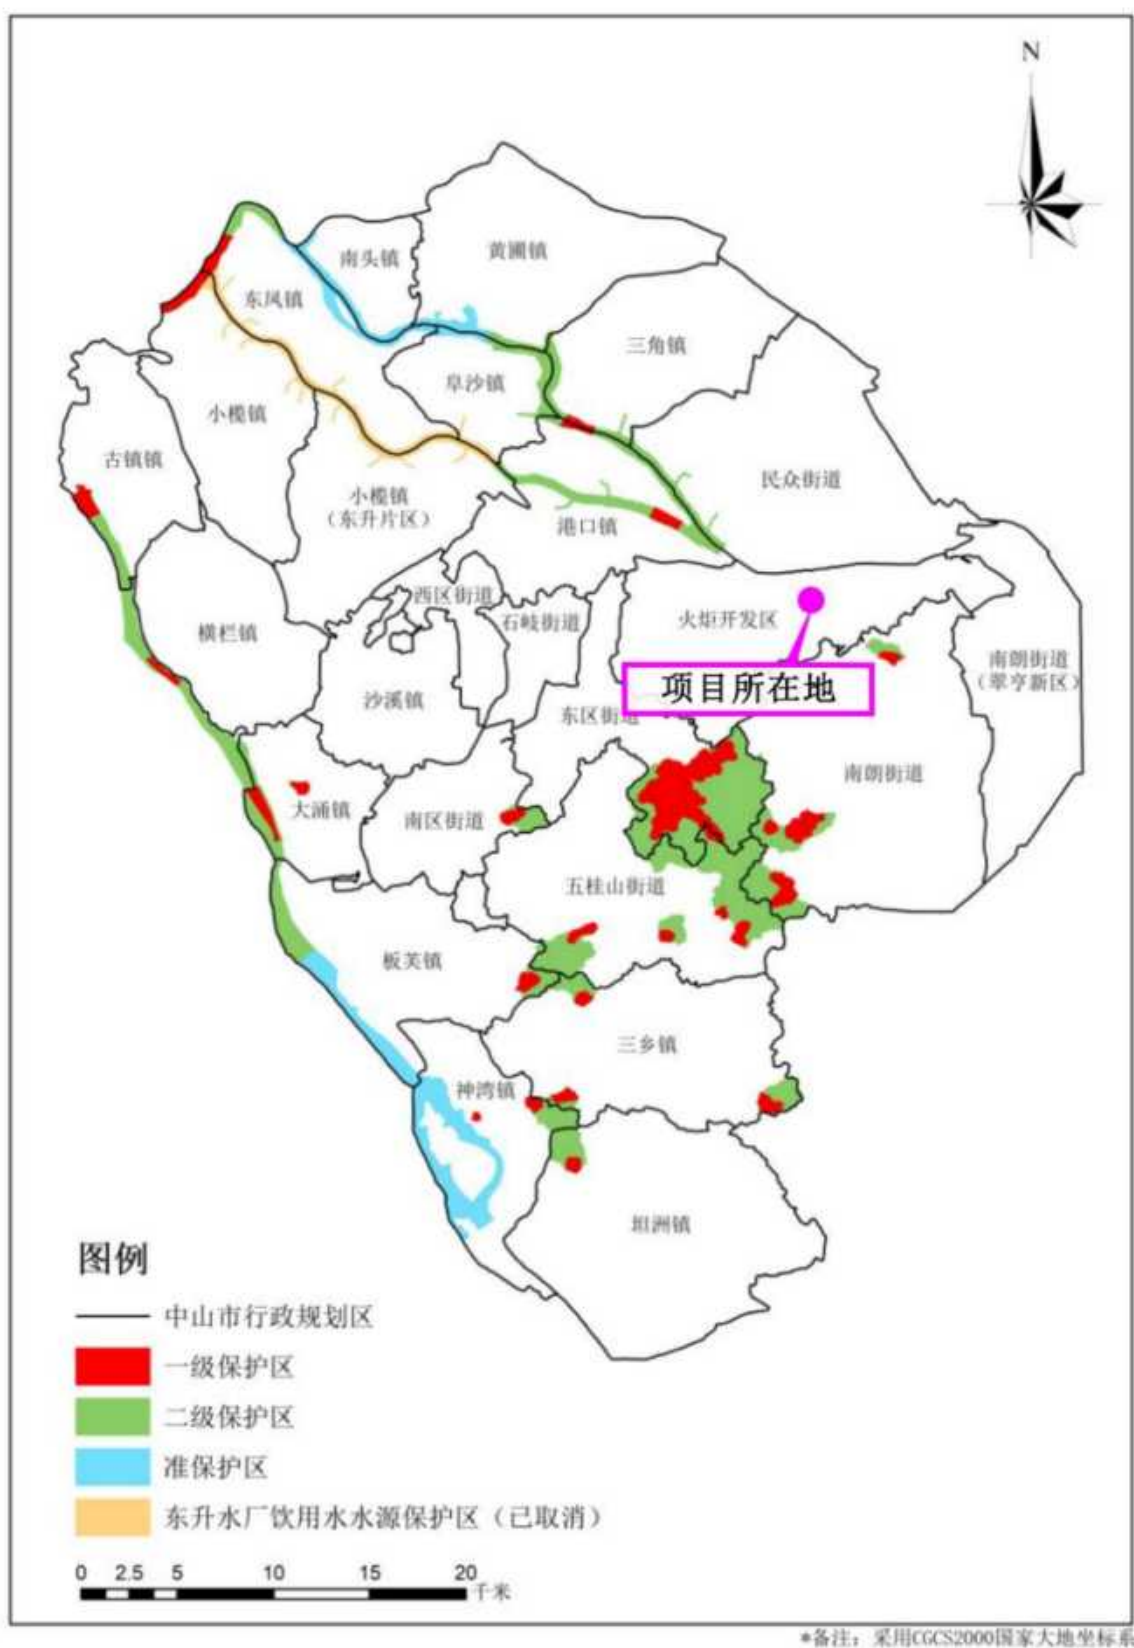 N
南头镇
黄圃镇
东凤镇
三角镇
阜沙镇
小榄镇
古镇镇
民众街道
小榄镇
（东升片区）
港口镇
西区街道
石岐街道
火炬开发区
横栏镇
南朗街道
（翠亨新区）
项目所在地
沙溪镇
东区街道
南朗街道
大涌镇
南区街道
五桂山街道
板芙镇
三乡镇
神湾镇
坦洲镇
图例
中山市行政规划区
一级保护区
二级保护区
准保护区
东升水厂饮用水水源保护区（已取消）
0 2.5 5 10 15 20
千米
*备注：采用CGCS2000国家大地坐标系